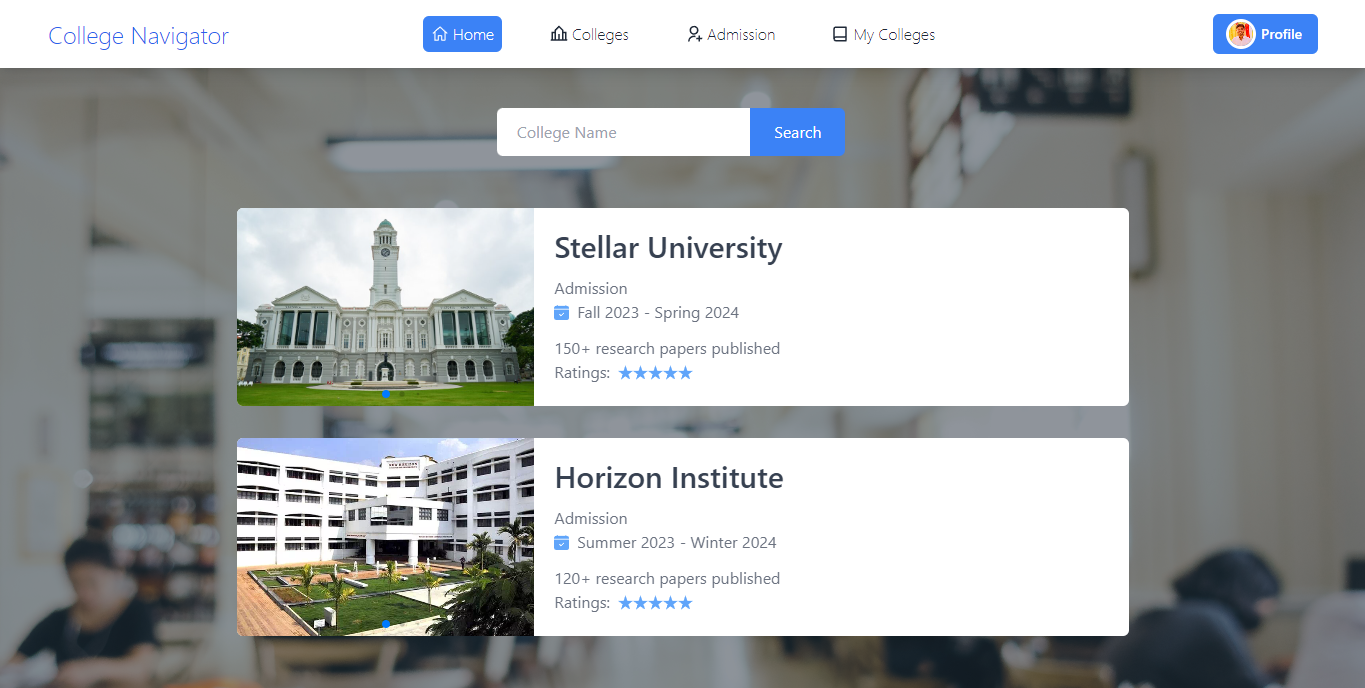 College Navigator
Home
Colleges
Admission
My Colleges
Profile
College Name
Search
Stellar University
Admission
Fall 2023 - Spring 2024
150+ research papers published
Ratings: ★★★★★
Horizon Institute
Admission
Summer 2023 - Winter 2024
120+ research papers published
Ratings: ★★★★★